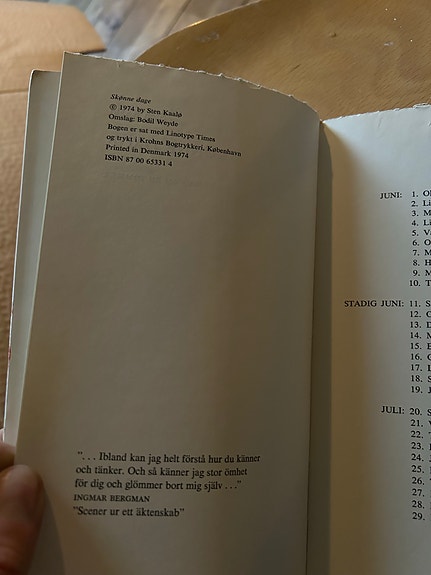 Skønne dage
© 1974 by Sten Kaalø
Omslag: Bodil Weyde
Bogen er sat med Linotype Times
og trykt i Krohns Bogtrykkeri, København
Printed in Denmark 1974
ISBN 87 00 65331 4
"... Ibland kan jag helt förstå hur du känner
och tänker. Och så känner jag stor ömhet
för dig och glömmer bort mig själv ..."
INGMAR BERGMAN
"Scener ur ett äktenskab"
JUNI: 1.
2.
3.
4.
5.
6.
7.
8.
9.
10.
STADIG JUNI: 11.
12.
13.
14.
15.
16.
17.
18.
19.
JULI: 20.
21.
22.
23.
24.
25.
26.
27.
28.
29.